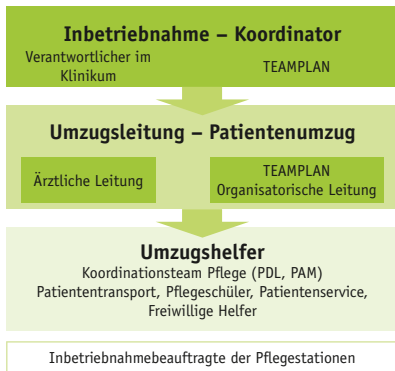 Inbetriebnahme – Koordinator
Verantwortlicher im
Klinikum
TEAMPLAN
Umzugsleitung – Patientenumzug
Ärztliche Leitung
TEAMPLAN
Organisatorische Leitung
Umzugshelfer
Koordinationsteam Pflege (PDL, PAM)
Patiententransport, Pflegeschüler, Patientenservice,
Freiwillige Helfer
Inbetriebnahmebeauftragte der Pflegestationen